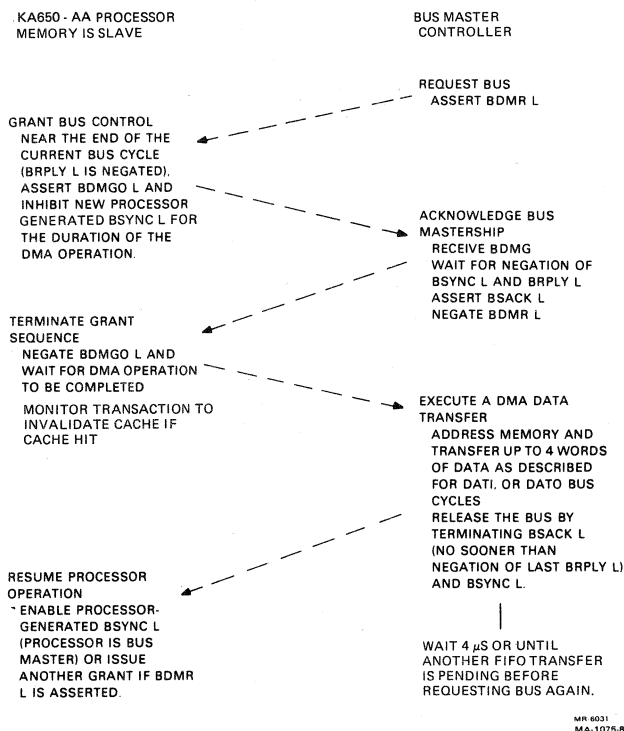 KA650 - AA PROCESSOR
MEMORY IS SLAVE
BUS MASTER
CONTROLLER
REQUEST BUS
ASSERT BDMR L
GRANT BUS CONTROL
NEAR THE END OF THE
CURRENT BUS CYCLE
(BRPLY L IS NEGATED),
ASSERT BDMGO L AND
INHIBIT NEW PROCESSOR
GENERATED BSYNC L FOR
THE DURATION OF THE
DMA OPERATION.
ACKNOWLEDGE BUS
MASTERSHIP
RECEIVE BDMG
WAIT FOR NEGATION OF
BSYNC L AND BRPLY L
ASSERT BSACK L
NEGATE BDMR L
TERMINATE GRANT
SEQUENCE
NEGATE BDMGO L AND
WAIT FOR DMA OPERATION
TO BE COMPLETED
MONITOR TRANSACTION TO
INVALIDATE CACHE IF
CACHE HIT
EXECUTE A DMA DATA
TRANSFER
ADDRESS MEMORY AND
TRANSFER UP TO 4 WORDS
OF DATA AS DESCRIBED
FOR DATI, OR DATO BUS
CYCLES
RELEASE THE BUS BY
TERMINATING BSACK L
(NO SOONER THAN
NEGATION OF LAST BRPLY L)
AND BSYNC L.
RESUME PROCESSOR
OPERATION
ENABLE PROCESSOR-
GENERATED BSYNC L
(PROCESSOR IS BUS
MASTER) OR ISSUE
ANOTHER GRANT IF BDMR
L IS ASSERTED.
WAIT 4 µS OR UNTIL
ANOTHER FIFO TRANSFER
IS PENDING BEFORE
REQUESTING BUS AGAIN.
MR 6031
MA-1075-8